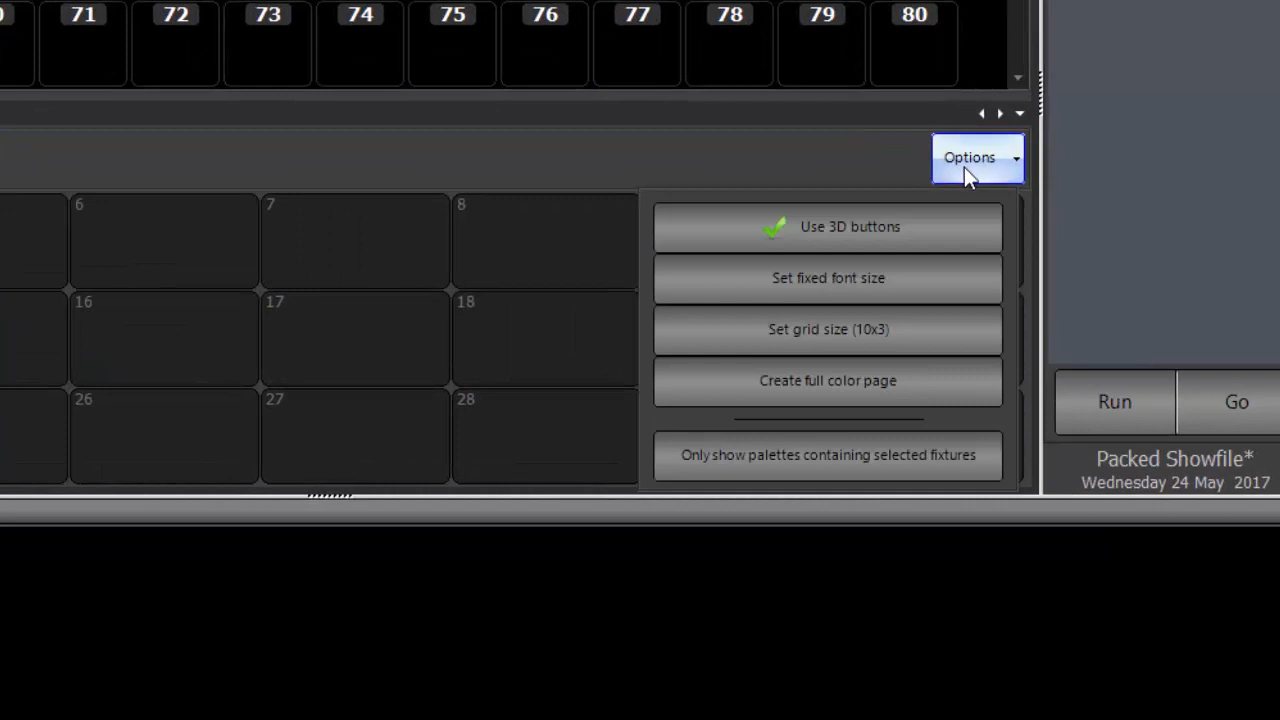 71 72 73 74 75 76 77 78 79 80
Options
6 7 8
Use 3D buttons
Set fixed font size
16 17 18
Set grid size (10x3)
Create full color page
26 27 28
Run Go
Only show palettes containing selected fixtures
Packed Showfile*
Wednesday 24 May 2017